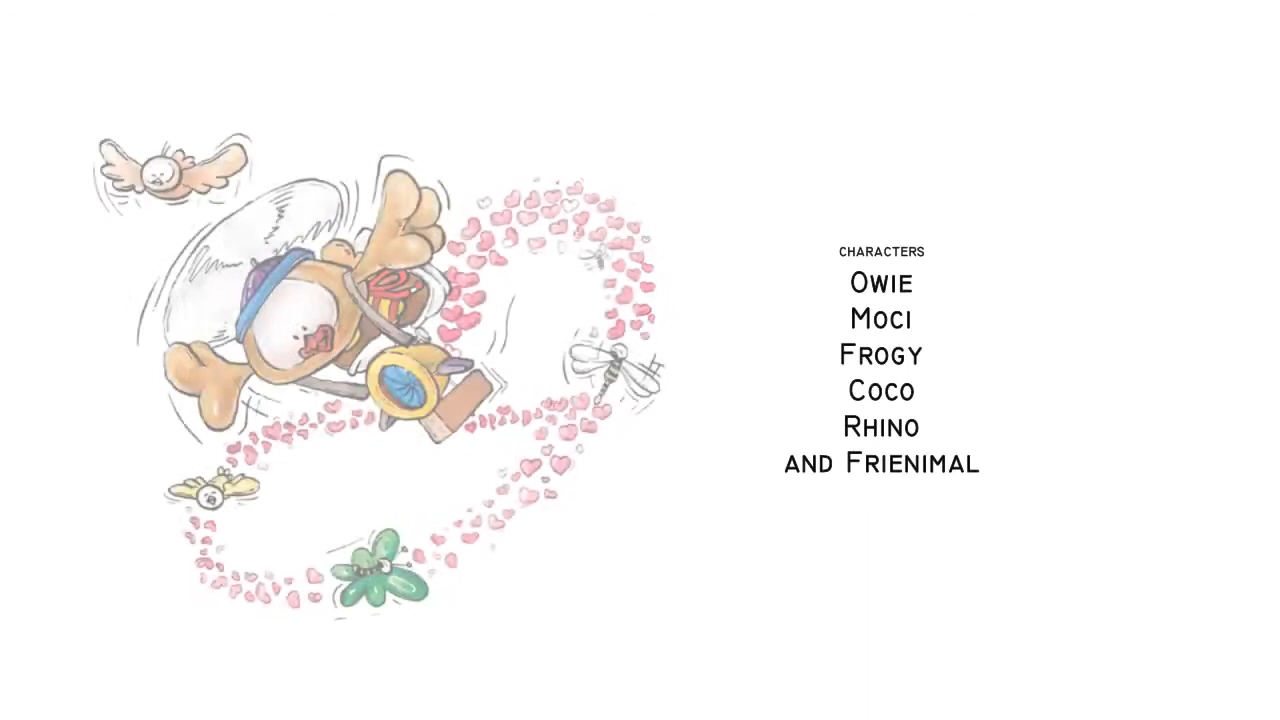 CHARACTERS
OWIE
MOCI
FROGY
COCO
RHINO
AND FRIENIMAL